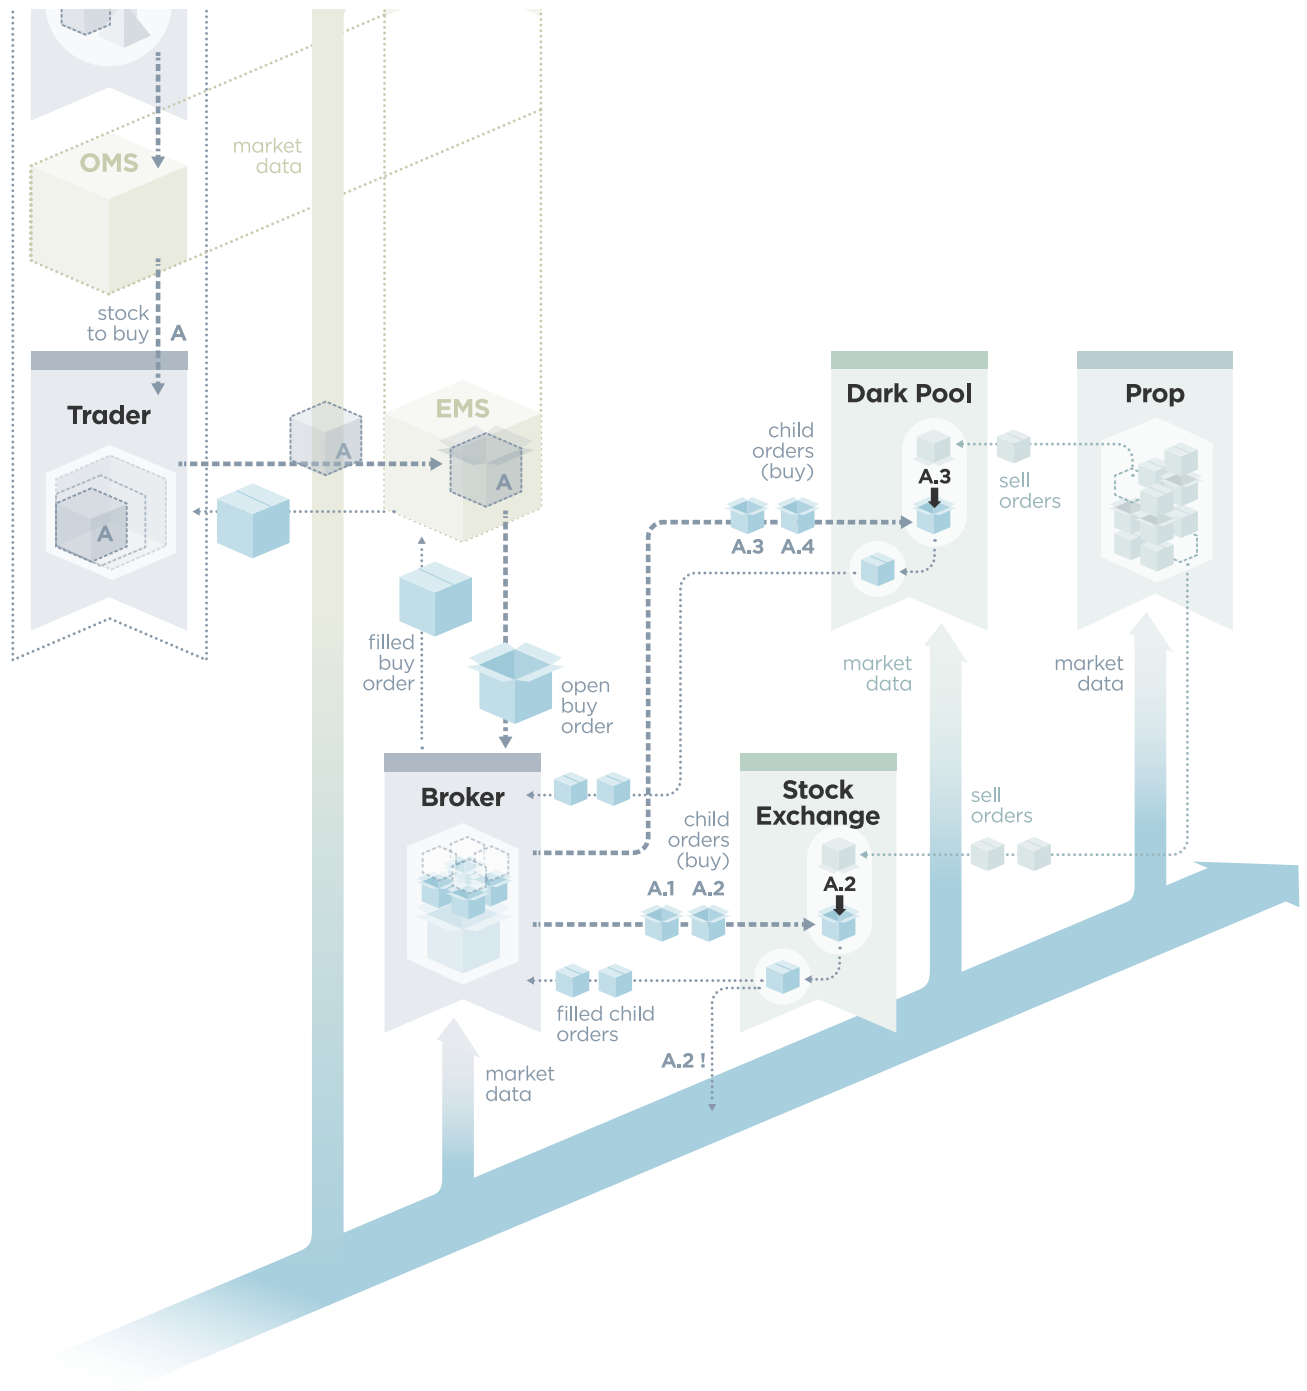 market
data
OMS
stock
to buy
A
Trader
A
A
EMS
A
filled
buy
order
open
buy
order
Dark Pool
child
orders
(buy)
A.3
A.3
A.4
sell
orders
Prop
market
data
market
data
Broker
Stock
Exchange
child
orders
(buy)
A.1
A.2
A.2
sell
orders
filled child
orders
A.2 !
market
data